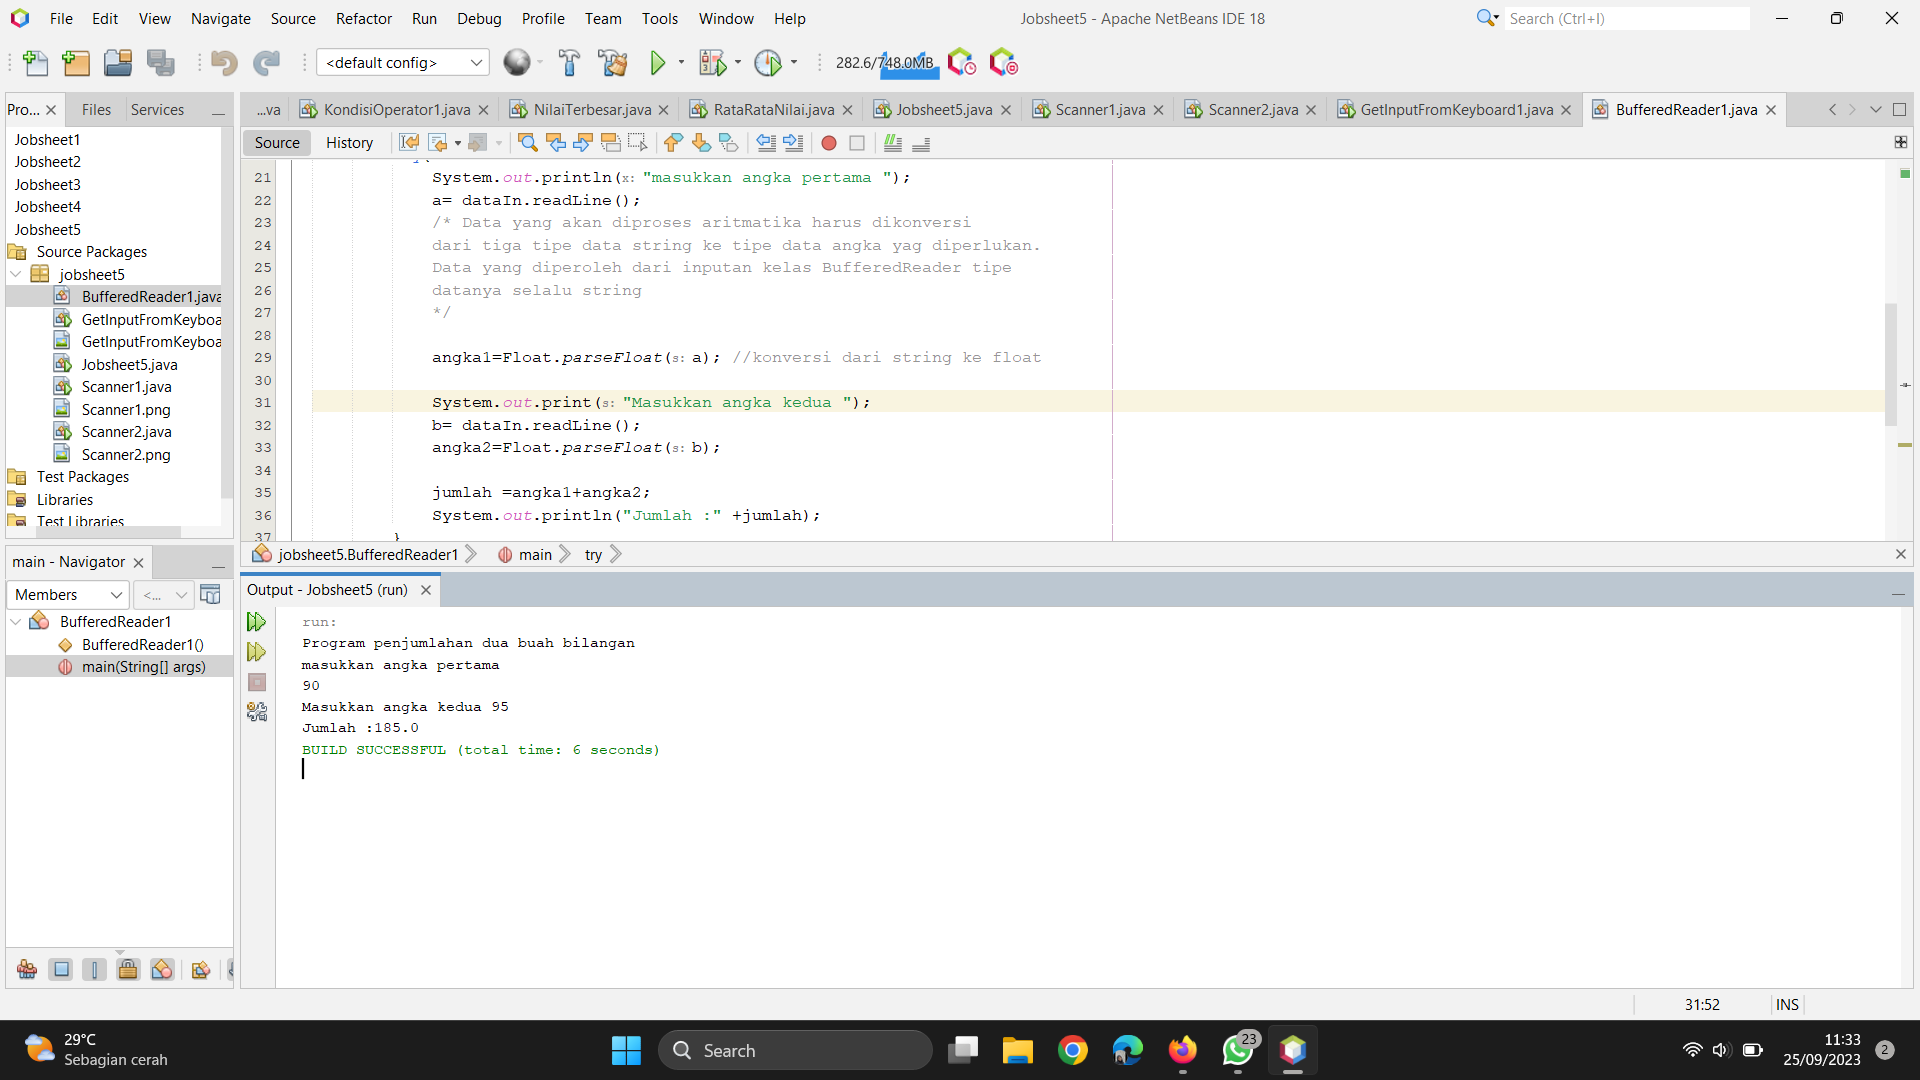 File Edit View Navigate Source Refactor Run Debug Profile Team Tools Window Help
Jobsheet5 - Apache NetBeans IDE 18
Search (Ctrl+I)
<default config>
282.6/748.0MB
Pro... Files Services
...va KondisiOperator1.java NilaiTerbesar.java RataRataNilai.java Jobsheet5.java Scanner1.java Scanner2.java GetInputFromKeyboard1.java BufferedReader1.java
Source History
Jobsheet1
Jobsheet2
Jobsheet3
Jobsheet4
Jobsheet5
Source Packages
jobsheet5
BufferedReader1.java
GetInputFromKeyboa
GetInputFromKeyboa
Jobsheet5.java
Scanner1.java
Scanner1.png
Scanner2.java
Scanner2.png
Test Packages
Libraries
Test Libraries
21 System.out.println(x: "masukkan angka pertama ");
22 a= dataIn.readLine();
23 /* Data yang akan diproses aritmatika harus dikonversi
24 dari tiga tipe data string ke tipe data angka yag diperlukan.
25 Data yang diperoleh dari inputan kelas BufferedReader tipe
26 datanya selalu string
27 */
28
29 angka1=Float.parseFloat(s: a); //konversi dari string ke float
30
31 System.out.print(s: "Masukkan angka kedua ");
32 b= dataIn.readLine();
33 angka2=Float.parseFloat(s: b);
34
35 jumlah =angka1+angka2;
36 System.out.println("Jumlah :" +jumlah);
37 }
jobsheet5.BufferedReader1 main try
main - Navigator
Members <...
BufferedReader1
BufferedReader1()
main(String[] args)
Output - Jobsheet5 (run)
run:
Program penjumlahan dua buah bilangan
masukkan angka pertama
90
Masukkan angka kedua 95
Jumlah :185.0
BUILD SUCCESSFUL (total time: 6 seconds)
31:52 INS
29°C
Sebagian cerah
Search
23
11:33
25/09/2023
2